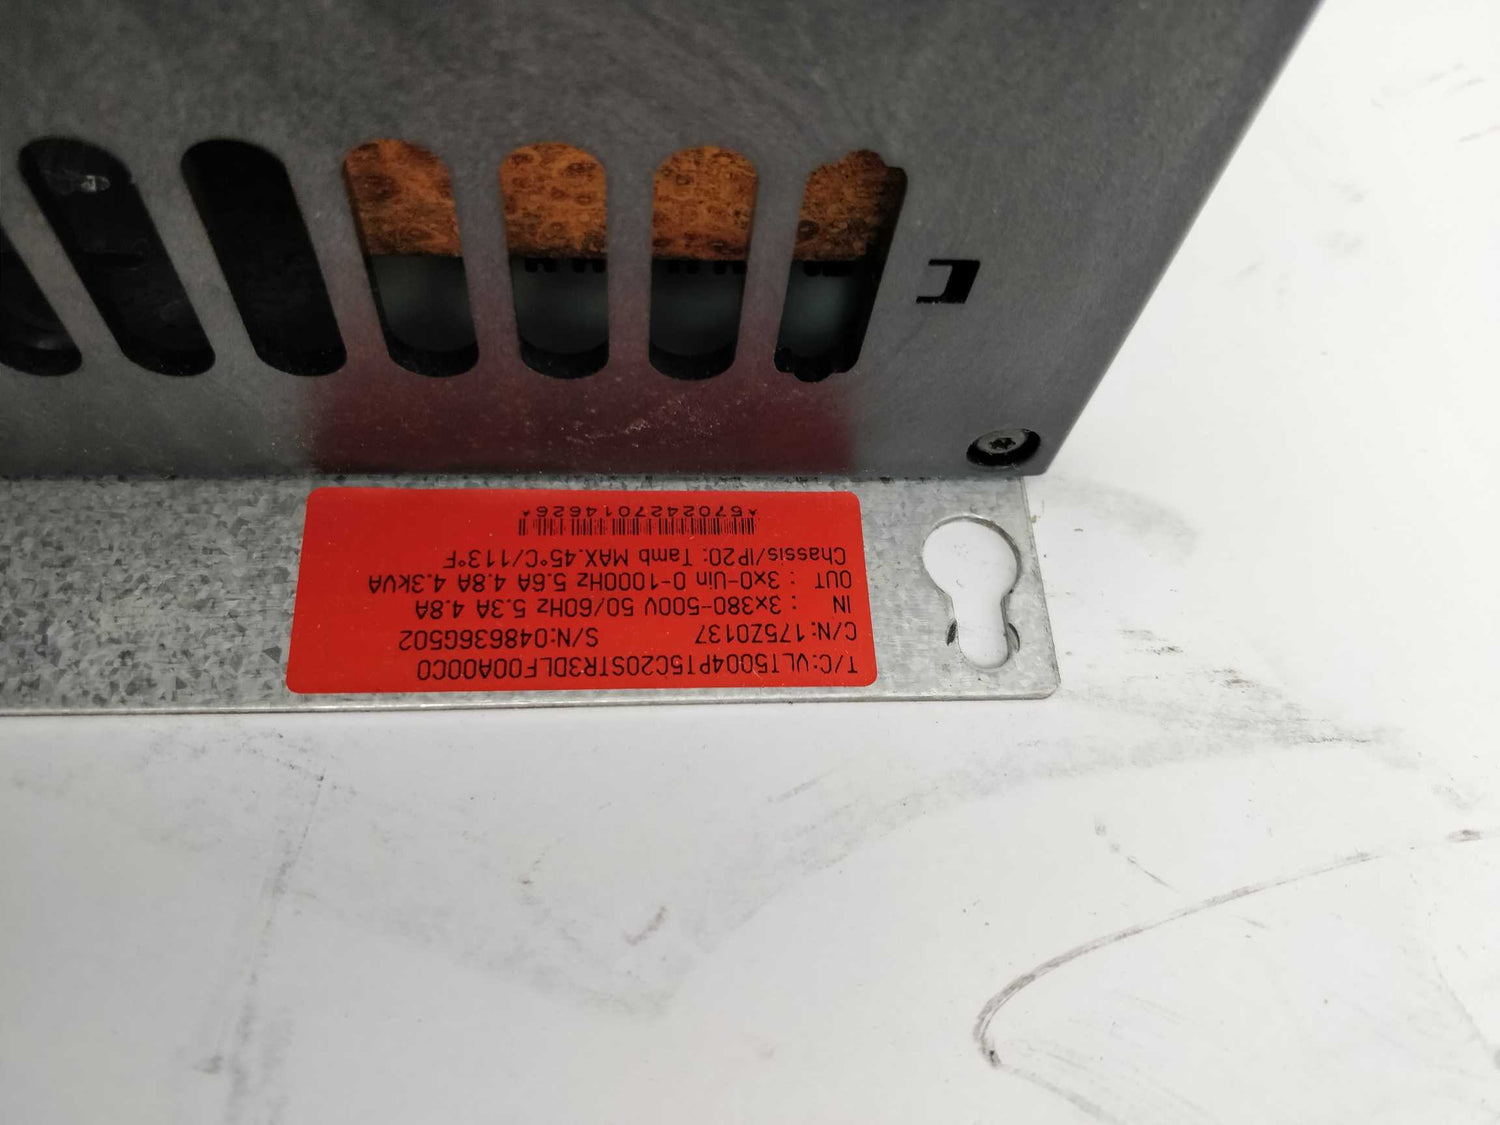 T/C:VLT5004PT5C20STR3DLF00A00C0
C/N:175Z0137 S/N:048636G502
IN : 3x380-500V 50/60Hz 5.3A 4.8A
OUT : 3x0-Uin 0-1000Hz 5.6A 4.8A 4.3kVA
Chassis/IP20: Tamb MAX.45°C/113°F
*5702427014626*